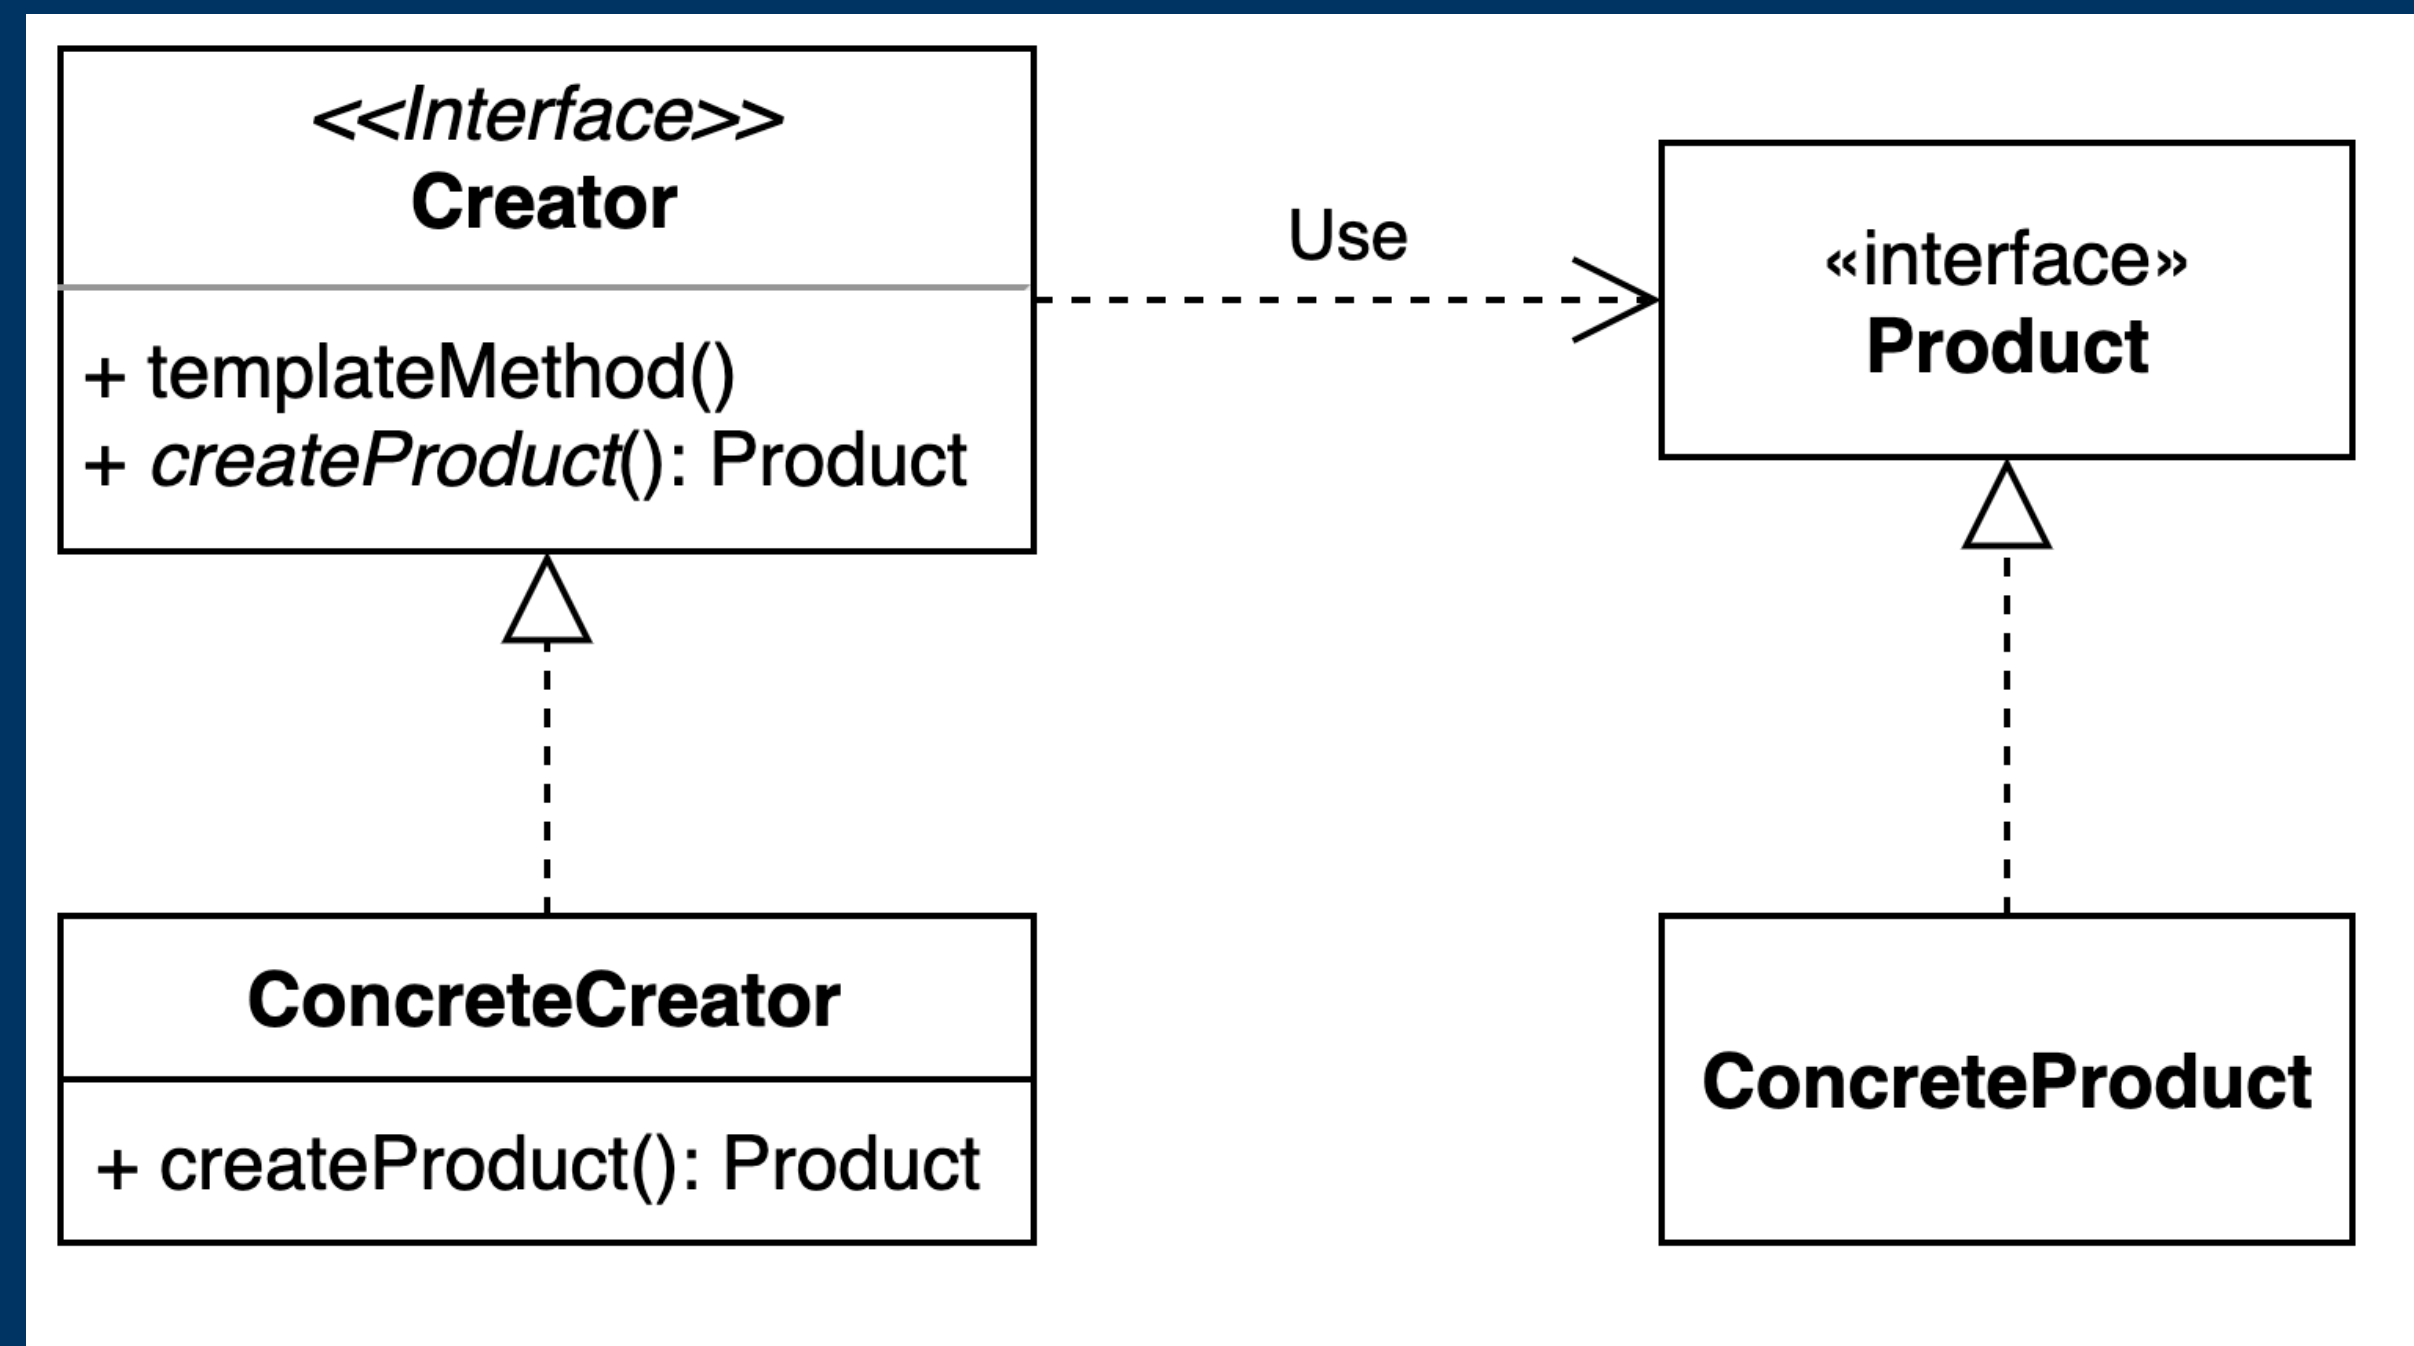 <<Interface>>
Creator
+ templateMethod()
+ createProduct(): Product
Use
«interface»
Product
ConcreteCreator
+ createProduct(): Product
ConcreteProduct